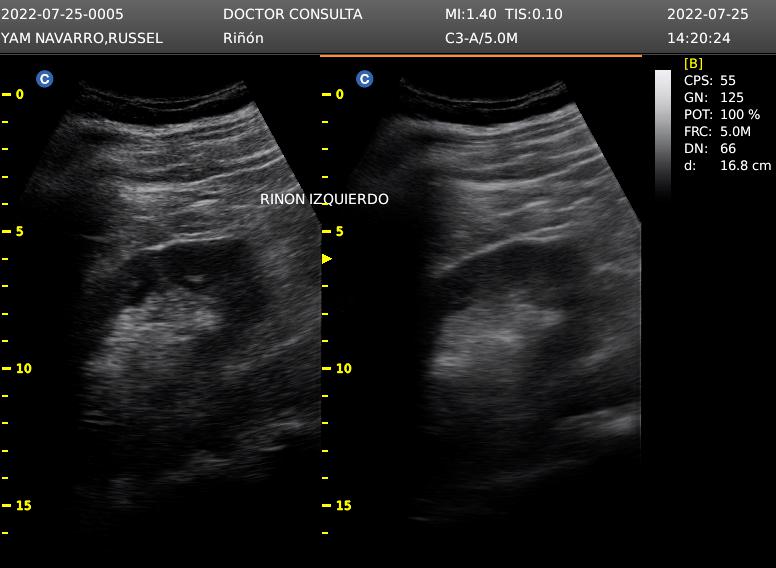 2022-07-25-0005 DOCTOR CONSULTA MI:1.40 TIS:0.10 2022-07-25
YAM NAVARRO,RUSSEL Riñón C3-A/5.0M 14:20:24
[B]
CPS: 55
GN: 125
POT: 100 %
FRC: 5.0M
DN: 66
d: 16.8 cm
C C
0 0
RINON IZQUIERDO
5 5
10 10
15 15